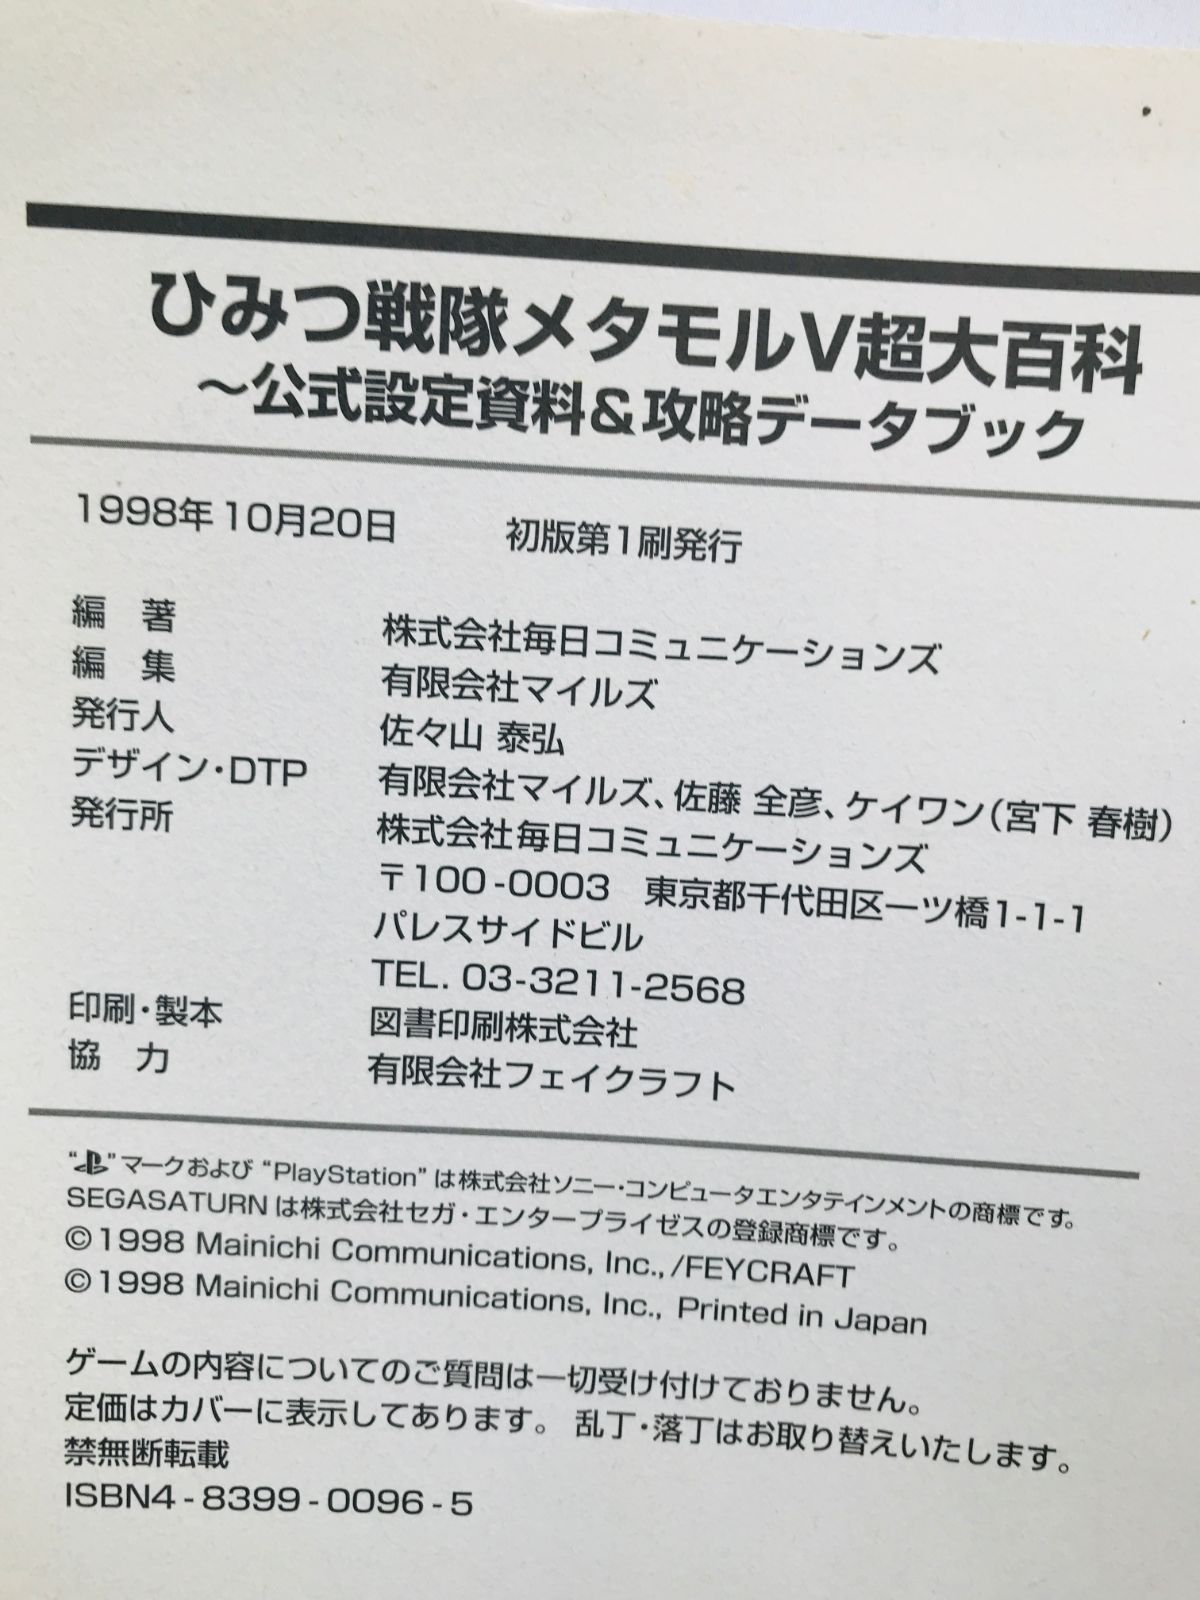 ひみつ戦隊メタモルV超大百科
～公式設定資料&攻略データブック
1998年10月20日 初版第1刷発行
編 著 株式会社毎日コミュニケーションズ
編 集 有限会社マイルズ
発行人 佐々山 泰弘
デザイン・DTP 有限会社マイルズ、佐藤 全彦、ケイワン（宮下 春樹）
発行所 株式会社毎日コミュニケーションズ
〒100-0003 東京都千代田区一ツ橋1-1-1
パレスサイドビル
TEL. 03-3211-2568
印刷・製本 図書印刷株式会社
協 力 有限会社フェイクラフト
“ ”マークおよび“PlayStation”は株式会社ソニー・コンピュータエンタテインメントの商標です。
SEGASATURNは株式会社セガ・エンタープライゼスの登録商標です。
©1998 Mainichi Communications, Inc.,/FEYCRAFT
©1998 Mainichi Communications, Inc., Printed in Japan
ゲームの内容についてのご質問は一切受け付けておりません。
定価はカバーに表示してあります。 乱丁・落丁はお取り替えいたします。
禁無断転載
ISBN4-8399-0096-5